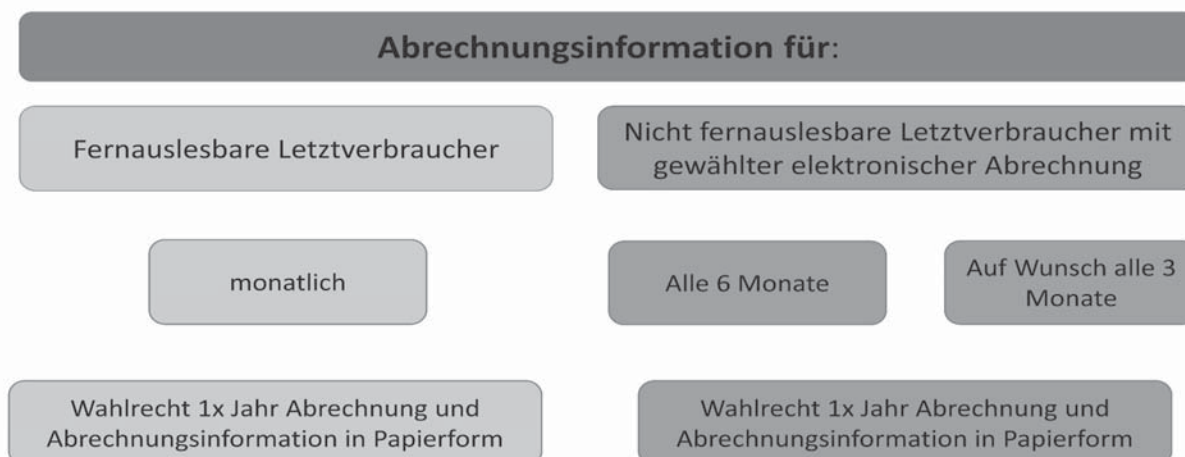 Abrechnungsinformation für:
Fernauslesbare Letztverbraucher
Nicht fernauslesbare Letztverbraucher mit
gewählter elektronischer Abrechnung
monatlich
Alle 6 Monate
Auf Wunsch alle 3
Monate
Wahlrecht 1x Jahr Abrechnung und
Abrechnungsinformation in Papierform
Wahlrecht 1x Jahr Abrechnung und
Abrechnungsinformation in Papierform